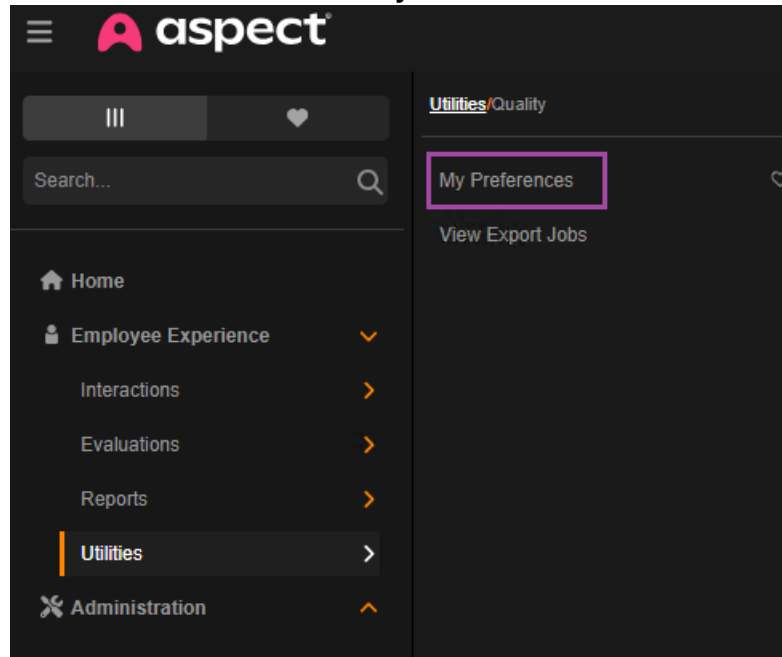 aspect
Utilities/Quality
Search...
My Preferences
View Export Jobs
Home
Employee Experience
Interactions
Evaluations
Reports
Utilities
Administration